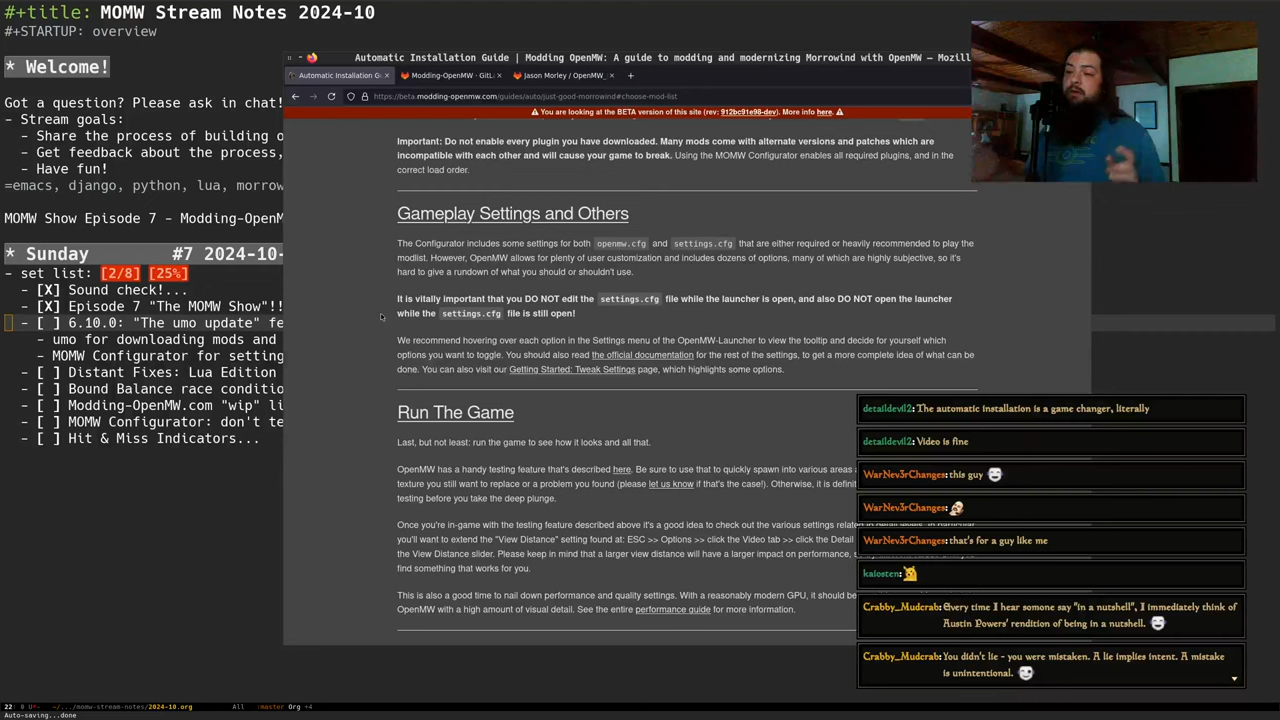 #+title: MOMW Stream Notes 2024-10
#+STARTUP: overview
* Welcome!
Got a question? Please ask in chat!
- Stream goals:
- Share the process of building o
- Get feedback about the process,
- Have fun!
=emacs, django, python, lua, morrow
MOMW Show Episode 7 - Modding-OpenM
* Sunday #7 2024-10-
- set list: [2/8] [25%]
- [X] Sound check!...
- [X] Episode 7 "The MOMW Show"!!
- [ ] 6.10.0: "The umo update" fe
- umo for downloading mods and
- MOMW Configurator for setting
- [ ] Distant Fixes: Lua Edition
- [ ] Bound Balance race conditio
- [ ] Modding-OpenMW.com "wip" li
- [ ] MOMW Configurator: don't te
- [ ] Hit & Miss Indicators...
Automatic Installation Guide | Modding OpenMW: A guide to modding and modernizing Morrowind with OpenMW — Mozill
Automatic Installation G
Modding-OpenMW · GitL
Jason Morley / OpenMW_
https://beta.modding-openmw.com/guides/auto/just-good-morrowind#choose-mod-list
You are looking at the BETA version of this site (rev: 912bc91e98-dev). More info here.
Important: Do not enable every plugin you have downloaded. Many mods come with alternate versions and patches which are
incompatible with each other and will cause your game to break. Using the MOMW Configurator enables all required plugins, and in the
correct load order.
Gameplay Settings and Others
The Configurator includes some settings for both openmw.cfg and settings.cfg that are either required or heavily recommended to play the
modlist. However, OpenMW allows for plenty of user customization and includes dozens of options, many of which are highly subjective, so it's
hard to give a rundown of what you should or shouldn't use.
It is vitally important that you DO NOT edit the settings.cfg file while the launcher is open, and also DO NOT open the launcher
while the settings.cfg file is still open!
We recommend hovering over each option in the Settings menu of the OpenMW-Launcher to view the tooltip and decide for yourself which
options you want to toggle. You should also read the official documentation for the rest of the settings, to get a more complete idea of what can be
done. You can also visit our Getting Started: Tweak Settings page, which highlights some options.
Run The Game
Last, but not least: run the game to see how it looks and all that.
OpenMW has a handy testing feature that's described here. Be sure to use that to quickly spawn into various areas
texture you still want to replace or a problem you found (please let us know if that's the case!). Otherwise, it is defini
testing before you take the deep plunge.
Once you're in-game with the testing feature described above it's a good idea to check out the various settings related
you'll want to extend the "View Distance" setting found at: ESC >> Options >> click the Video tab >> click the Detail
the View Distance slider. Please keep in mind that a larger view distance will have a larger impact on performance, s
find something that works for you.
This is also a good time to nail down performance and quality settings. With a reasonably modern GPU, it should be
OpenMW with a high amount of visual detail. See the entire performance guide for more information.
detaildevil2: The automatic installation is a game changer, literally
detaildevil2: Video is fine
WarNev3rChanges: this guy
WarNev3rChanges:
WarNev3rChanges: that's for a guy like me
kalosten:
Crabby_Mudcrab: Every time I hear somone say "in a nutshell", I immediately think of
Austin Powers' rendition of being in a nutshell.
Crabby_Mudcrab: You didn't lie - you were mistaken. A lie implies intent. A mistake
is unintentional.
22: 8 U*- ~/.../momw-stream-notes/2024-10.org All :master Org +4
Auto-saving...done